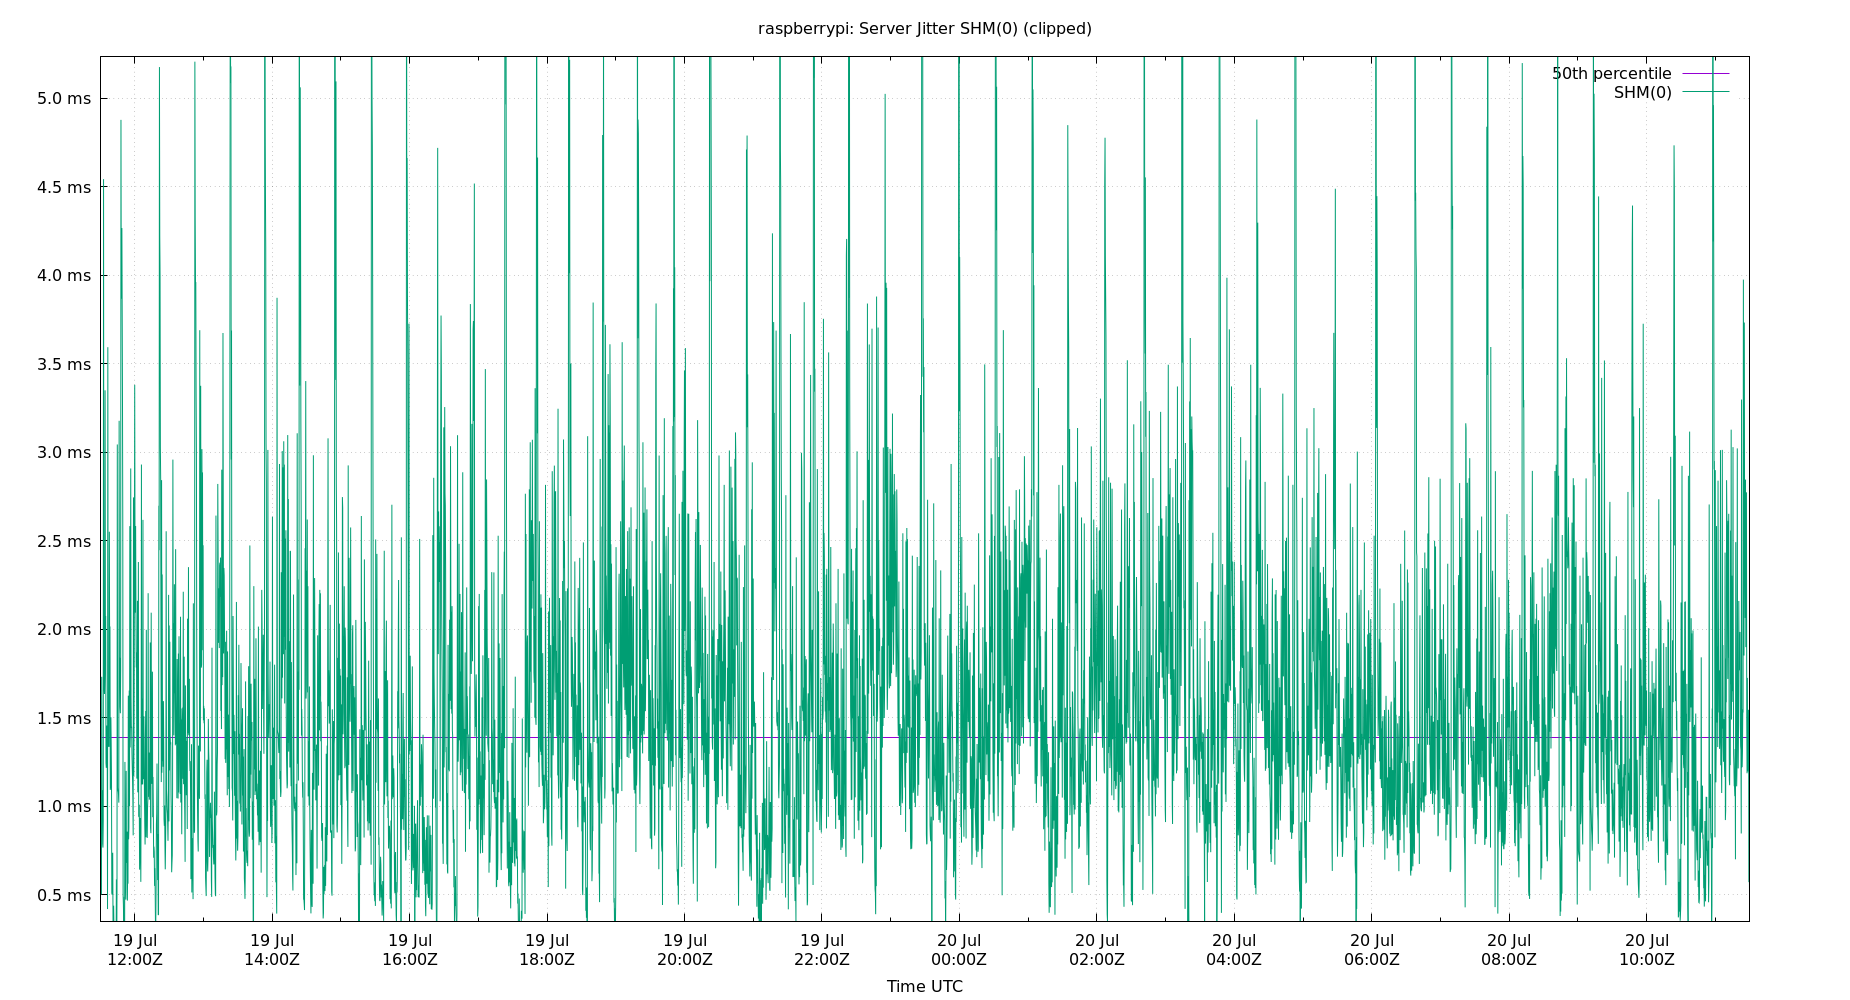 raspberrypi: Server Jitter SHM(0) (clipped)
50th percentile
SHM(0)
5.0 ms
4.5 ms
4.0 ms
3.5 ms
3.0 ms
2.5 ms
2.0 ms
1.5 ms
1.0 ms
0.5 ms
19 Jul 19 Jul 19 Jul 19 Jul 19 Jul 19 Jul 20 Jul 20 Jul 20 Jul 20 Jul 20 Jul 20 Jul
12:00Z 14:00Z 16:00Z 18:00Z 20:00Z 22:00Z 00:00Z 02:00Z 04:00Z 06:00Z 08:00Z 10:00Z
Time UTC